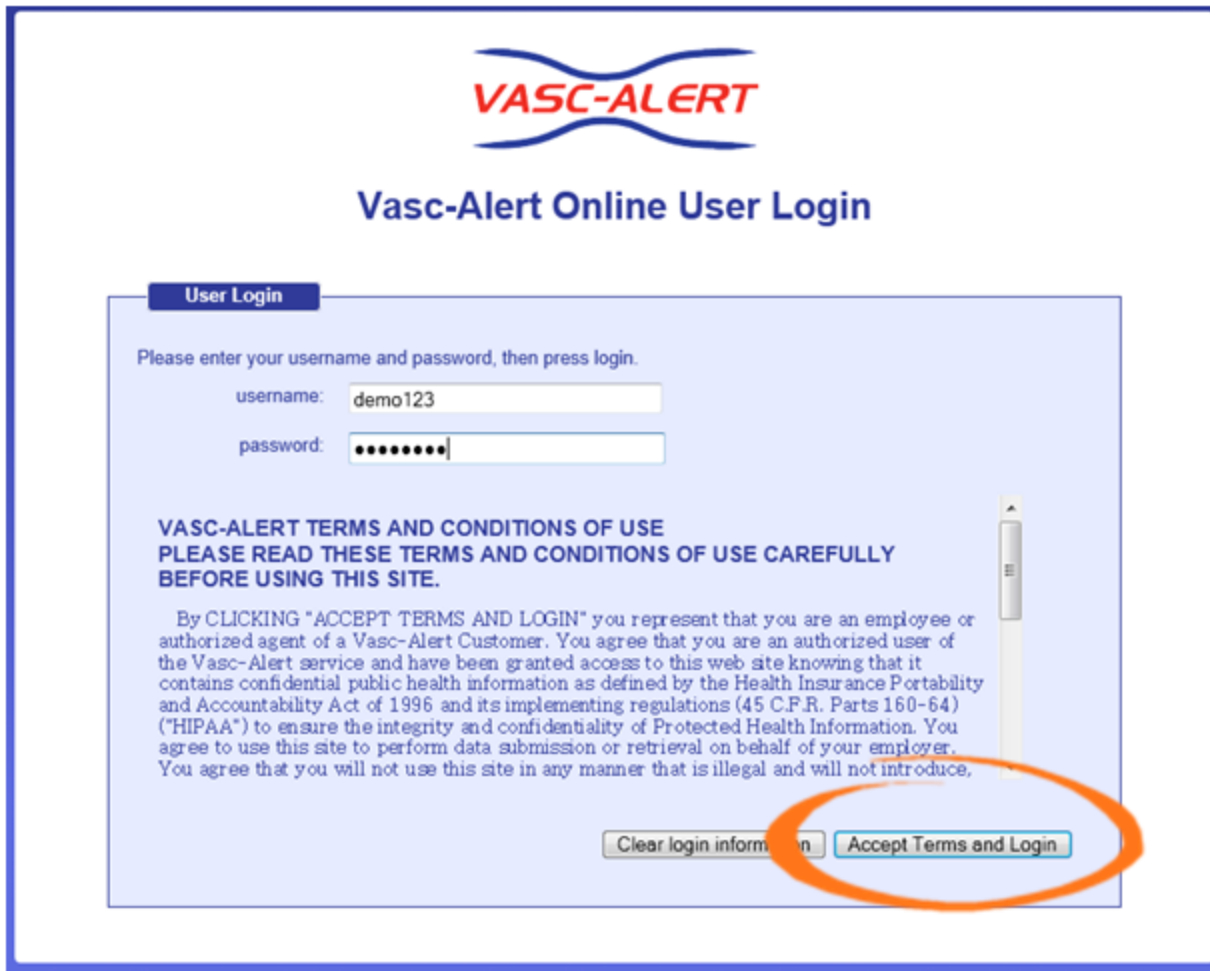 VASC-ALERT
Vasc-Alert Online User Login
User Login
Please enter your username and password, then press login.
username: demo123
password: ••••••••
VASC-ALERT TERMS AND CONDITIONS OF USE
PLEASE READ THESE TERMS AND CONDITIONS OF USE CAREFULLY
BEFORE USING THIS SITE.
By CLICKING "ACCEPT TERMS AND LOGIN" you represent that you are an employee or
authorized agent of a Vasc-Alert Customer. You agree that you are an authorized user of
the Vasc-Alert service and have been granted access to this web site knowing that it
contains confidential public health information as defined by the Health Insurance Portability
and Accountability Act of 1996 and its implementing regulations (45 C.F.R. Parts 160-64)
("HIPAA") to ensure the integrity and confidentiality of Protected Health Information. You
agree to use this site to perform data submission or retrieval on behalf of your employer.
You agree that you will not use this site in any manner that is illegal and will not introduce,
Clear login information Accept Terms and Login